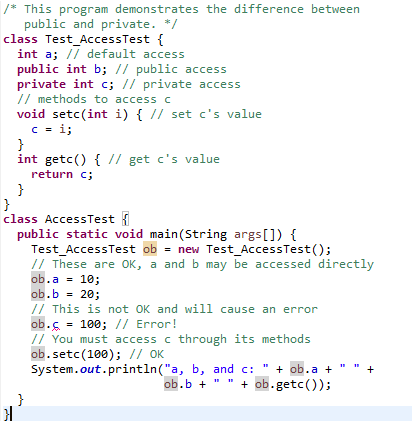 /* This program demonstrates the difference between
public and private. */
class Test_AccessTest {
int a; // default access
public int b; // public access
private int c; // private access
// methods to access c
void setc(int i) { // set c's value
c = i;
}
int getc() { // get c's value
return c;
}
}
class AccessTest {
public static void main(String args[]) {
Test_AccessTest ob = new Test_AccessTest();
// These are OK, a and b may be accessed directly
ob.a = 10;
ob.b = 20;
// This is not OK and will cause an error
ob.c = 100; // Error!
// You must access c through its methods
ob.setc(100); // OK
System.out.println("a, b, and c: " + ob.a + " " +
ob.b + " " + ob.getc());
}
}